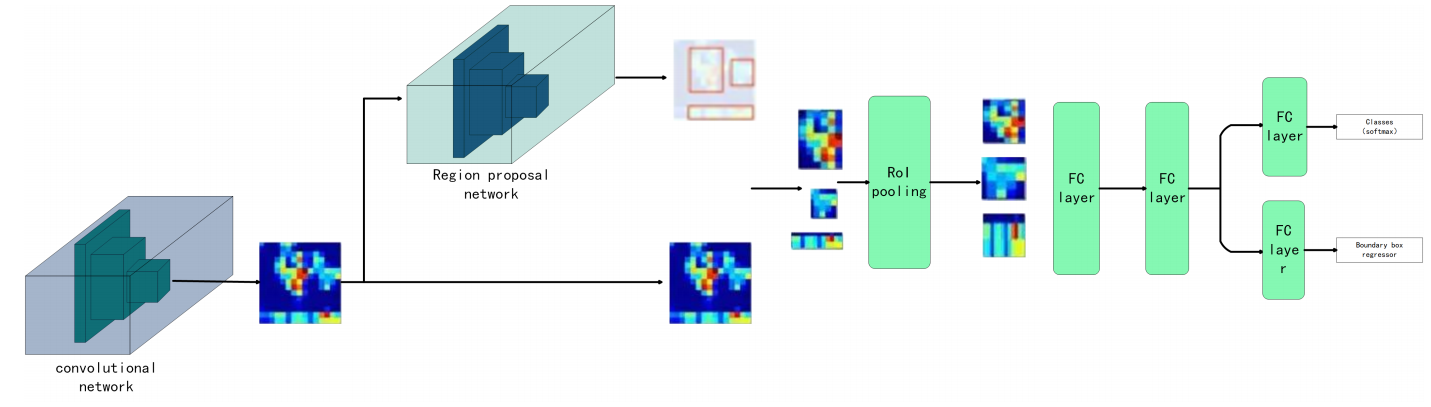 convolutional
network
Region proposal
network
RoI
pooling
FC
layer
FC
layer
FC
layer
Classes
(softmax)
FC
laye
r
Boundary box
regressor